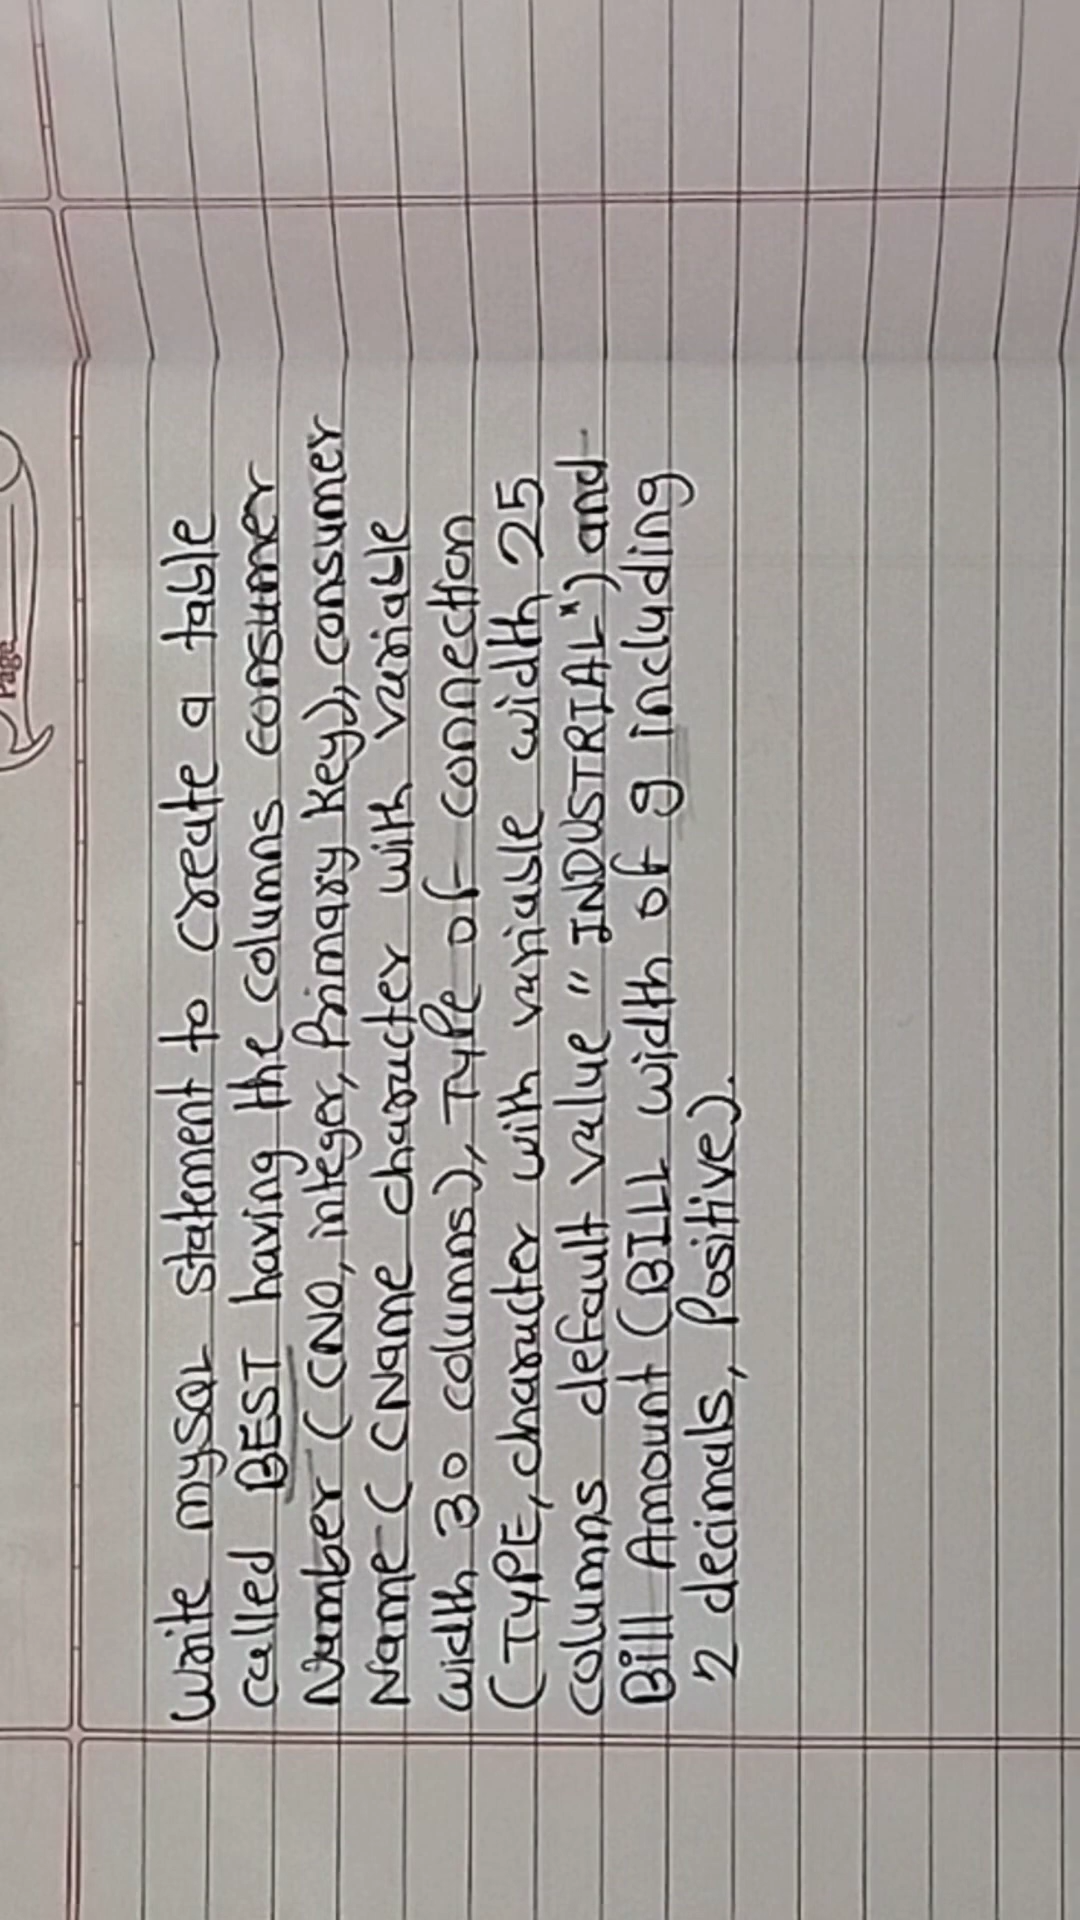 Page
Write mysql statement to create a table
called BEST having the columns consumer
Number (CNO, integer, Primary Key), consumer
Name (CName character with variable
width 30 columns), Type of connection
(TYPE, character with variable width 25
columns default value "INDUSTRIAL") and
Bill Amount (BILL width of 9 including
2 decimals, Positive).